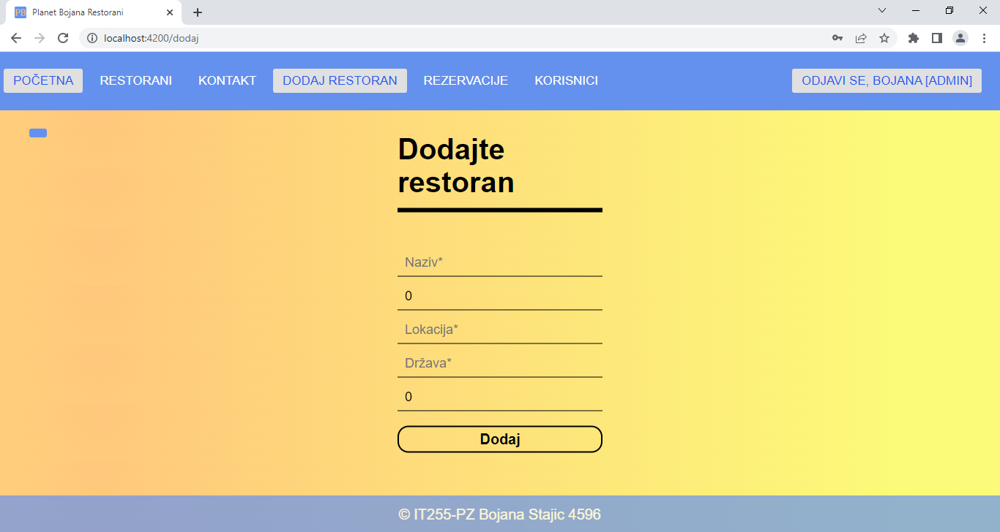 PB Planet Bojana Restorani
localhost:4200/dodaj
POČETNA RESTORANI KONTAKT DODAJ RESTORAN REZERVACIJE KORISNICI ODJAVI SE, BOJANA [ADMIN]
Dodajte
restoran
Naziv*
0
Lokacija*
Država*
0
Dodaj
© IT255-PZ Bojana Stajic 4596